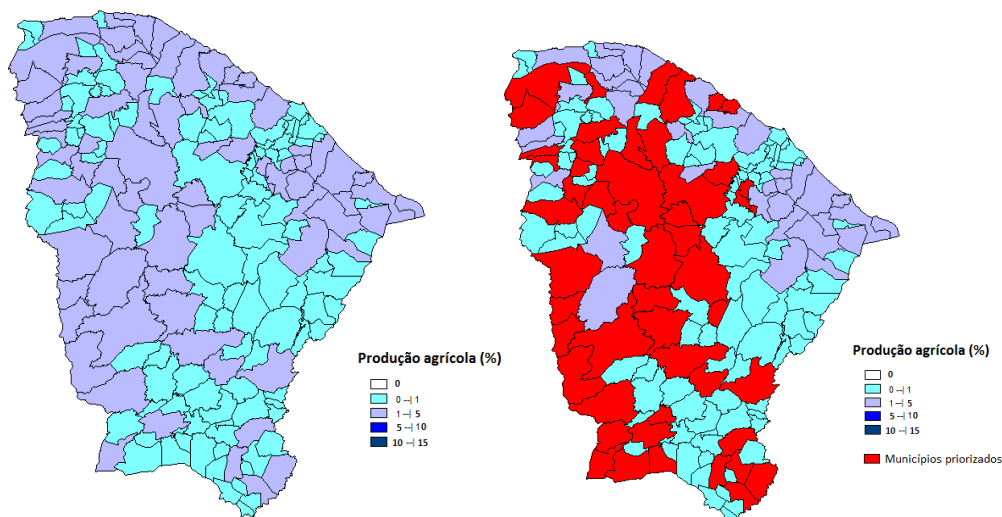 Produção agrícola (%)
0
0 --| 1
1 --| 5
5 --| 10
10 --| 15
Produção agrícola (%)
0
0 --| 1
1 --| 5
5 --| 10
10 --| 15
Municípios priorizados